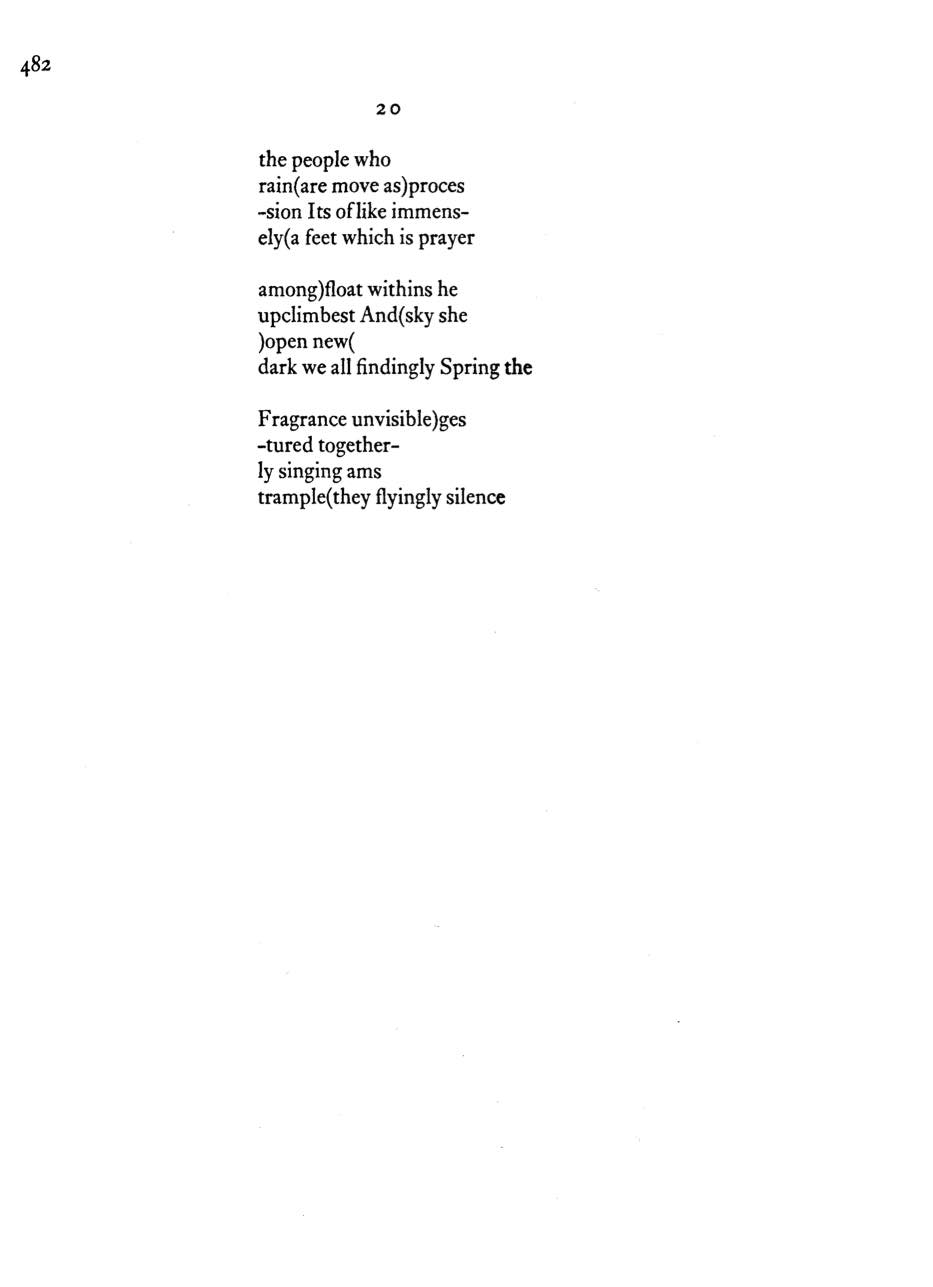 482
20
the people who
rain(are move as)proces
-sion Its oflike immens-
ely(a feet which is prayer
among)float withins he
upclimbest And(sky she
)open new(
dark we all findingly Spring the
Fragrance unvisible)ges
-tured together-
ly singing ams
trample(they flyingly silence